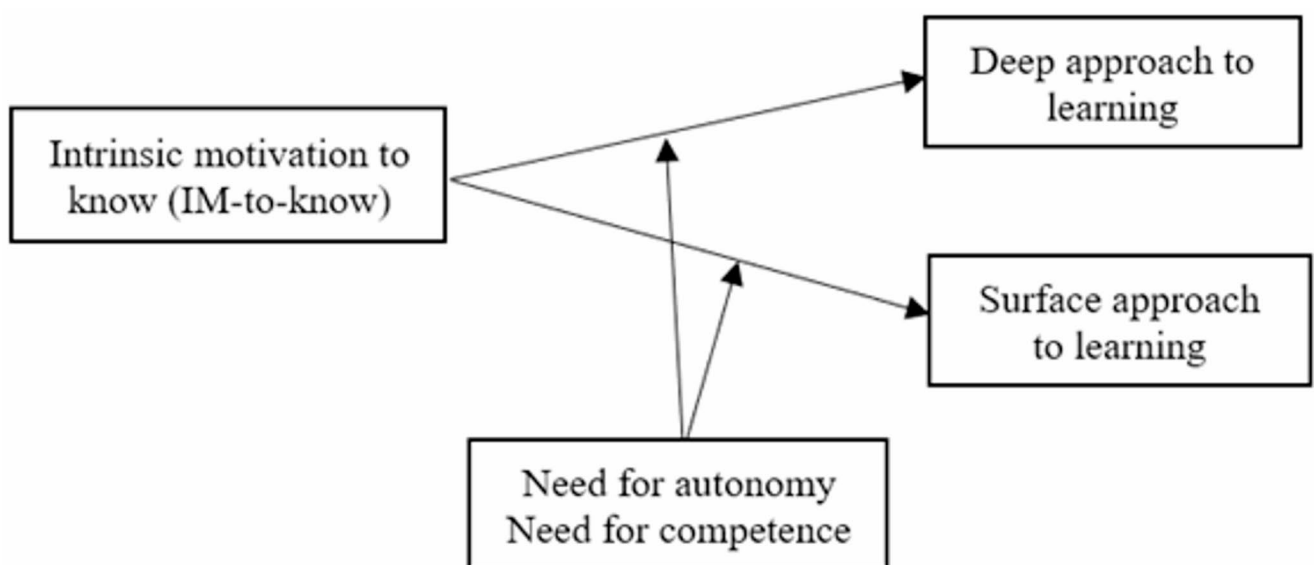 Intrinsic motivation to
know (IM-to-know)
Deep approach to
learning
Surface approach
to learning
Need for autonomy
Need for competence